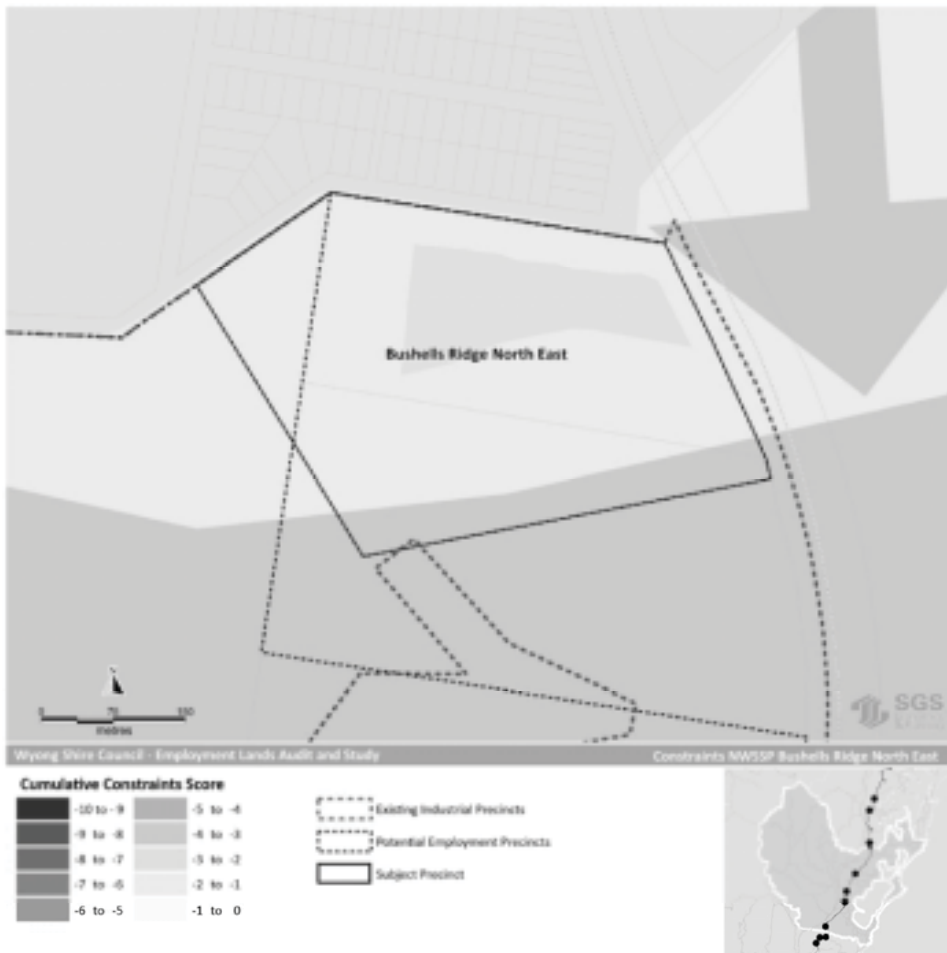 Bushells Ridge North East
N
0 75 150
metres
SGS
Wyong Shire Council - Employment Lands Audit and Study
Constraints NWSSP Bushells Ridge North East
Cumulative Constraints Score
-10 to -9
-9 to -8
-8 to -7
-7 to -6
-6 to -5
-5 to -4
-4 to -3
-3 to -2
-2 to -1
-1 to 0
Existing Industrial Precincts
Potential Employment Precincts
Subject Precinct